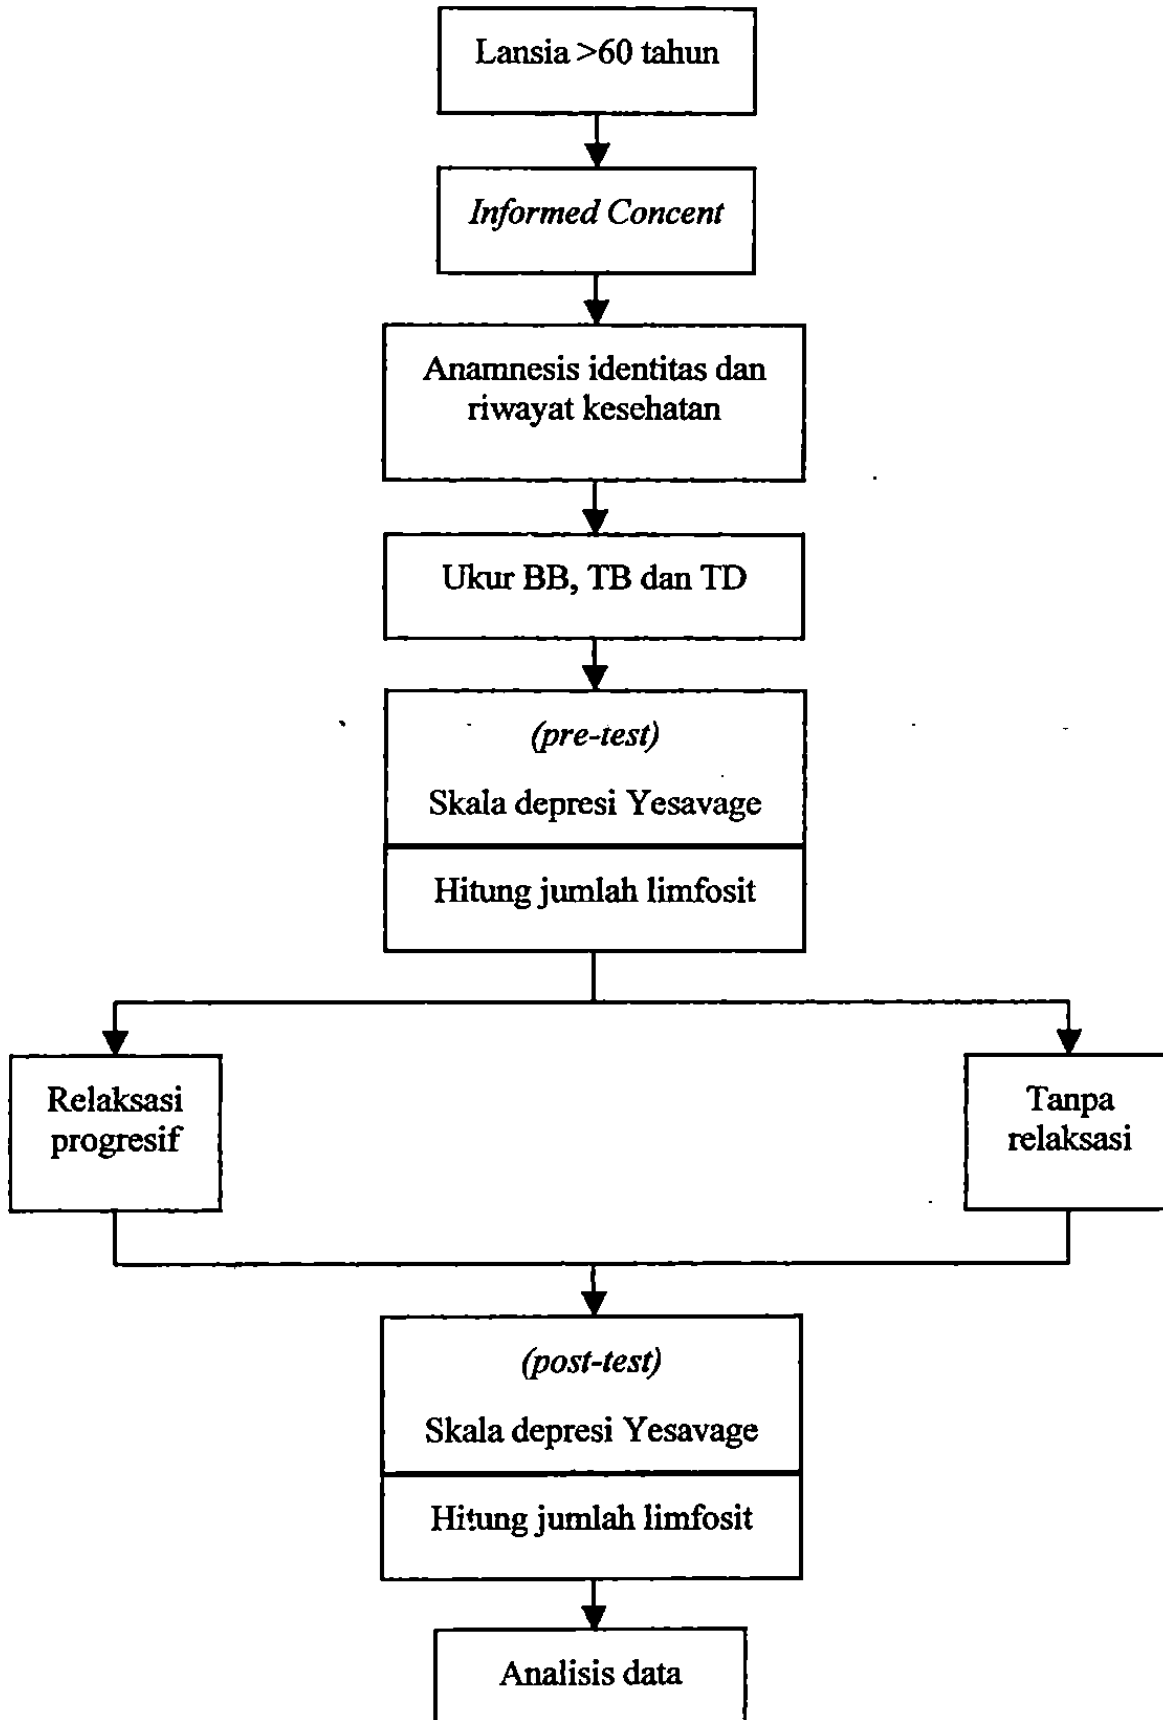 Lansia >60 tahun
Informed Concent
Anamnesis identitas dan
riwayat kesehatan
Ukur BB, TB dan TD
(pre-test)
Skala depresi Yesavage
Hitung jumlah limfosit
Relaksasi
progresif
Tanpa
relaksasi
(post-test)
Skala depresi Yesavage
Hitung jumlah limfosit
Analisis data